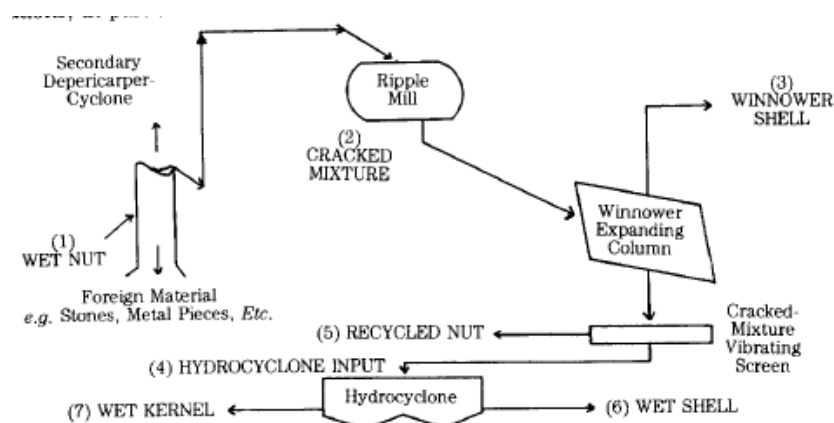 Secondary
Depericarper-
Cyclone
Ripple
Mill
(3)
WINNOWER
SHELL
(2)
CRACKED
MIXTURE
Winnower
Expanding
Column
(1)
WET NUT
Foreign Material
e.g. Stones, Metal Pieces, Etc.
Cracked-
Mixture
Vibrating
Screen
(5) RECYCLED NUT
(4) HYDROCYCLONE INPUT
Hydrocyclone
(7) WET KERNEL
(6) WET SHELL